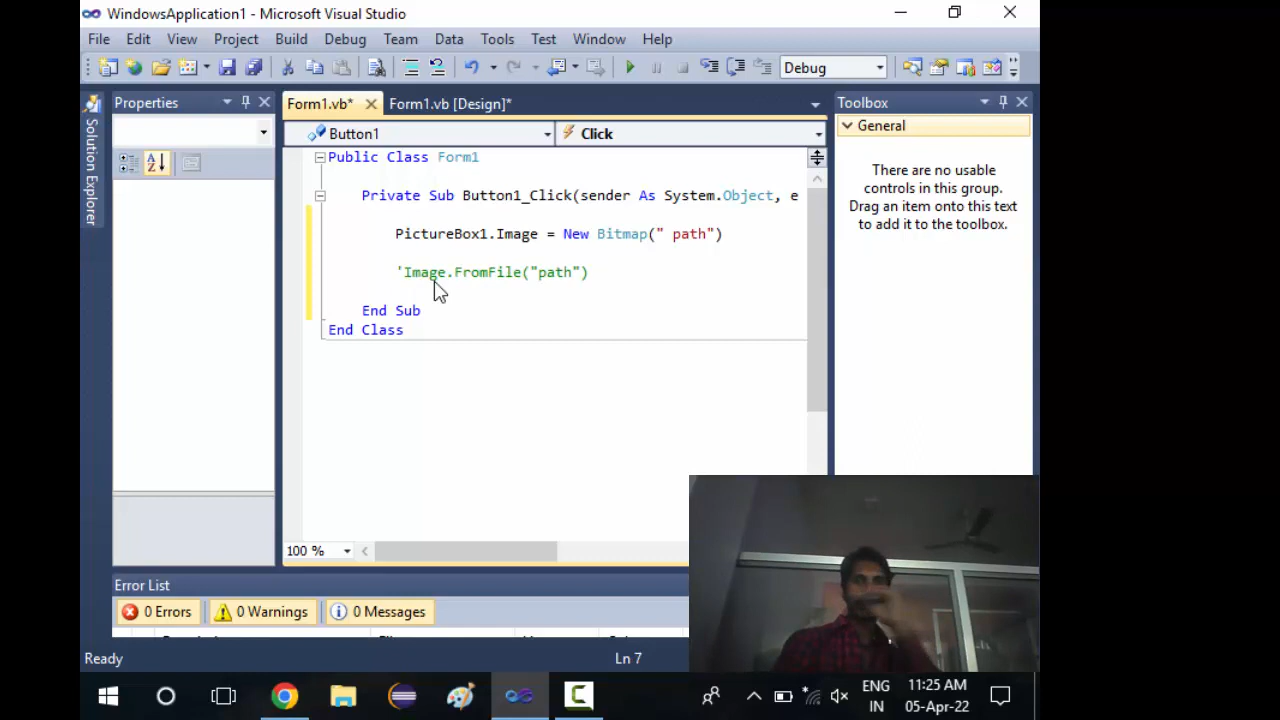 WindowsApplication1 - Microsoft Visual Studio
File Edit View Project Build Debug Team Data Tools Test Window Help
Debug
Properties
Form1.vb*
Form1.vb [Design]*
Toolbox
Solution Explorer
Button1
Click
General
Public Class Form1
Private Sub Button1_Click(sender As System.Object, e
PictureBox1.Image = New Bitmap(" path")
'Image.FromFile("path")
End Sub
End Class
There are no usable
controls in this group.
Drag an item onto this text
to add it to the toolbox.
100 %
Error List
0 Errors
0 Warnings
0 Messages
Ready
Ln 7
ENG
IN
11:25 AM
05-Apr-22